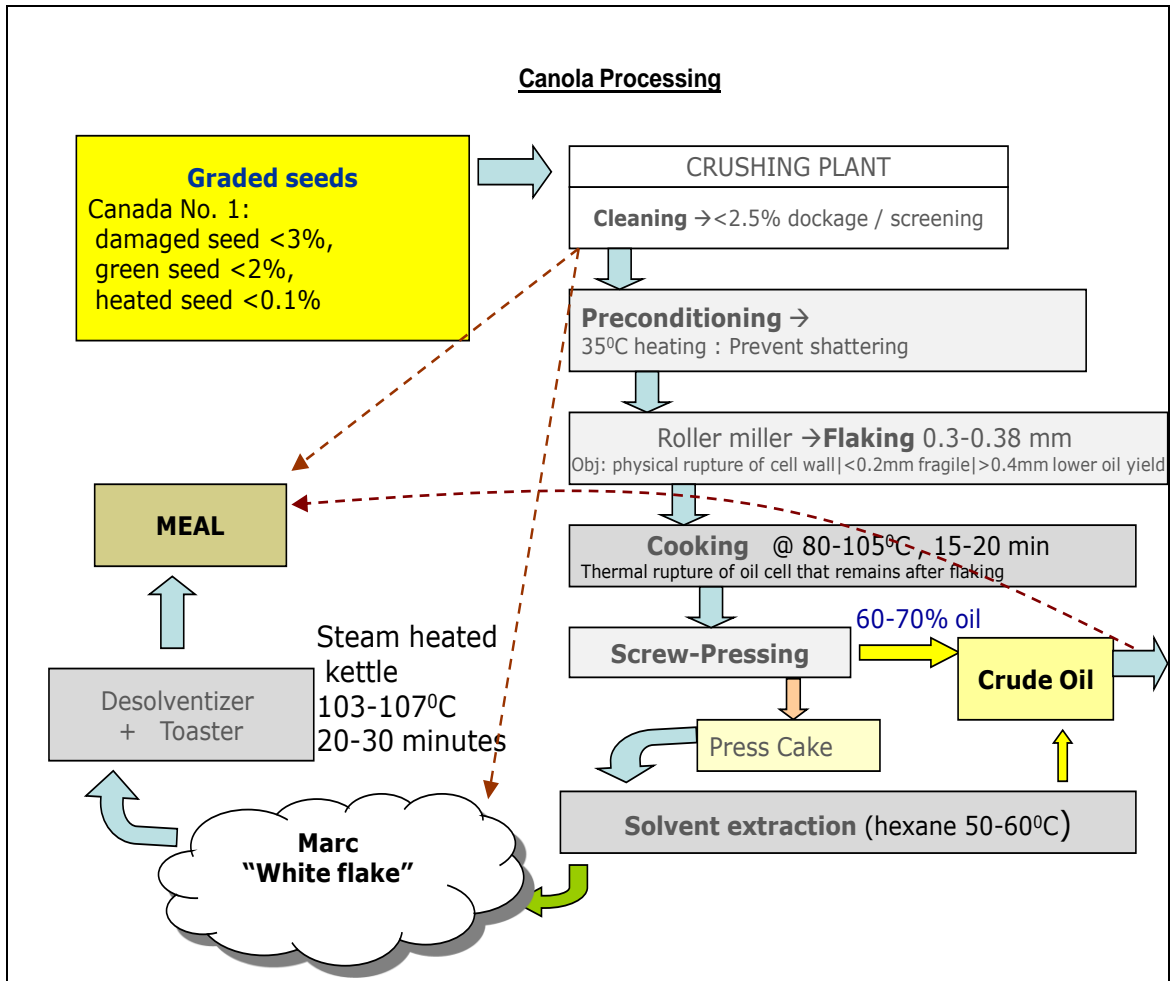 Canola Processing
Graded seeds
Canada No. 1:
damaged seed <3%,
green seed <2%,
heated seed <0.1%
CRUSHING PLANT
Cleaning →<2.5% dockage / screening
Preconditioning →
35⁰C heating : Prevent shattering
Roller miller →Flaking 0.3-0.38 mm
Obj: physical rupture of cell wall|<0.2mm fragile|>0.4mm lower oil yield
MEAL
Cooking @ 80-105⁰C , 15-20 min
Thermal rupture of oil cell that remains after flaking
60-70% oil
Screw-Pressing
Crude Oil
Steam heated
kettle
103-107⁰C
20-30 minutes
Desolventizer
+ Toaster
Press Cake
Solvent extraction (hexane 50-60⁰C)
Marc
“White flake”